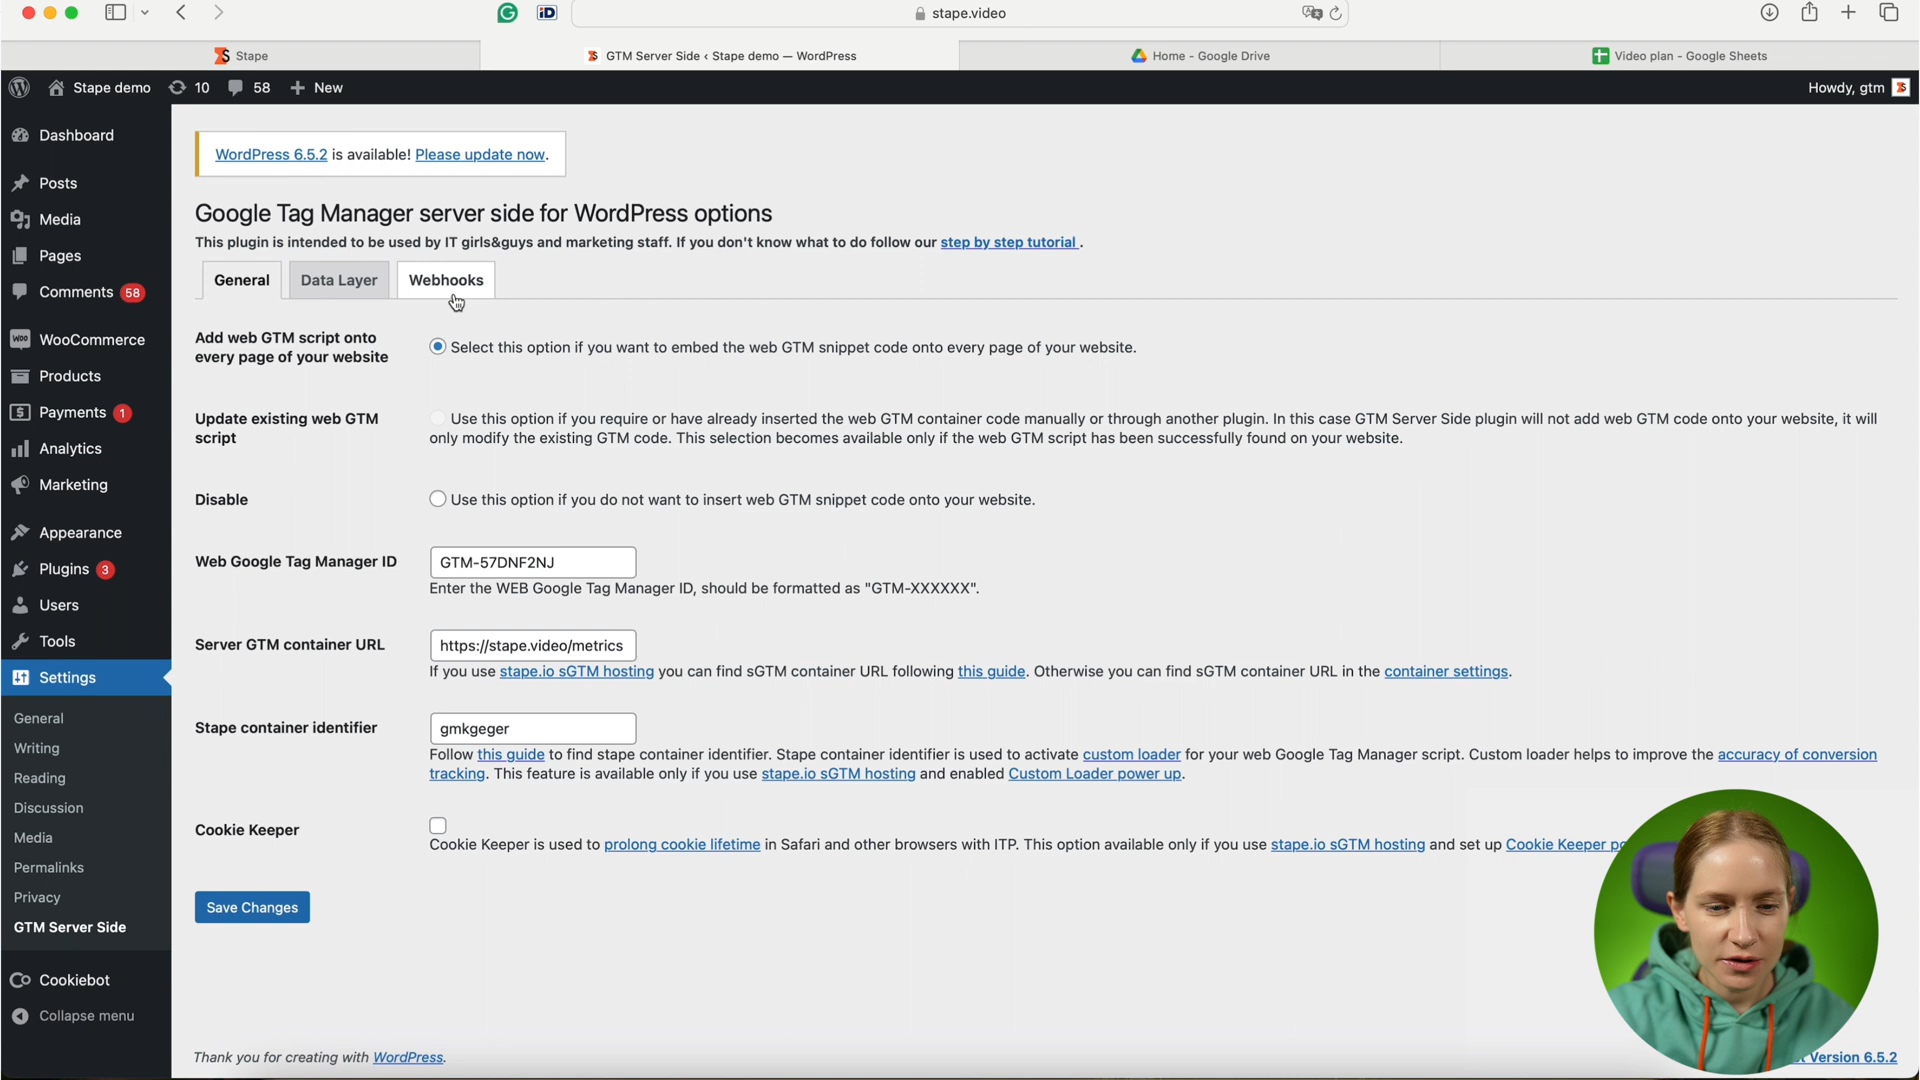 stape.video
Stape
GTM Server Side ‹ Stape demo — WordPress
Home - Google Drive
Video plan - Google Sheets
Stape demo
10
58
New
Howdy, gtm
Dashboard
Posts
Media
Pages
Comments 58
WooCommerce
Products
Payments 1
Analytics
Marketing
Appearance
Plugins 3
Users
Tools
Settings
General
Writing
Reading
Discussion
Media
Permalinks
Privacy
GTM Server Side
Cookiebot
Collapse menu
WordPress 6.5.2 is available! Please update now.
Google Tag Manager server side for WordPress options
This plugin is intended to be used by IT girls&guys and marketing staff. If you don't know what to do follow our step by step tutorial .
General
Data Layer
Webhooks
Add web GTM script onto
every page of your website
Select this option if you want to embed the web GTM snippet code onto every page of your website.
Update existing web GTM
script
Use this option if you require or have already inserted the web GTM container code manually or through another plugin. In this case GTM Server Side plugin will not add web GTM code onto your website, it will
only modify the existing GTM code. This selection becomes available only if the web GTM script has been successfully found on your website.
Disable
Use this option if you do not want to insert web GTM snippet code onto your website.
Web Google Tag Manager ID
GTM-57DNF2NJ
Enter the WEB Google Tag Manager ID, should be formatted as "GTM-XXXXXX".
Server GTM container URL
https://stape.video/metrics
If you use stape.io sGTM hosting you can find sGTM container URL following this guide. Otherwise you can find sGTM container URL in the container settings.
Stape container identifier
gmkgeger
Follow this guide to find stape container identifier. Stape container identifier is used to activate custom loader for your web Google Tag Manager script. Custom loader helps to improve the accuracy of conversion
tracking. This feature is available only if you use stape.io sGTM hosting and enabled Custom Loader power up.
Cookie Keeper
Cookie Keeper is used to prolong cookie lifetime in Safari and other browsers with ITP. This option available only if you use stape.io sGTM hosting and set up Cookie Keeper
Save Changes
Thank you for creating with WordPress.
Version 6.5.2